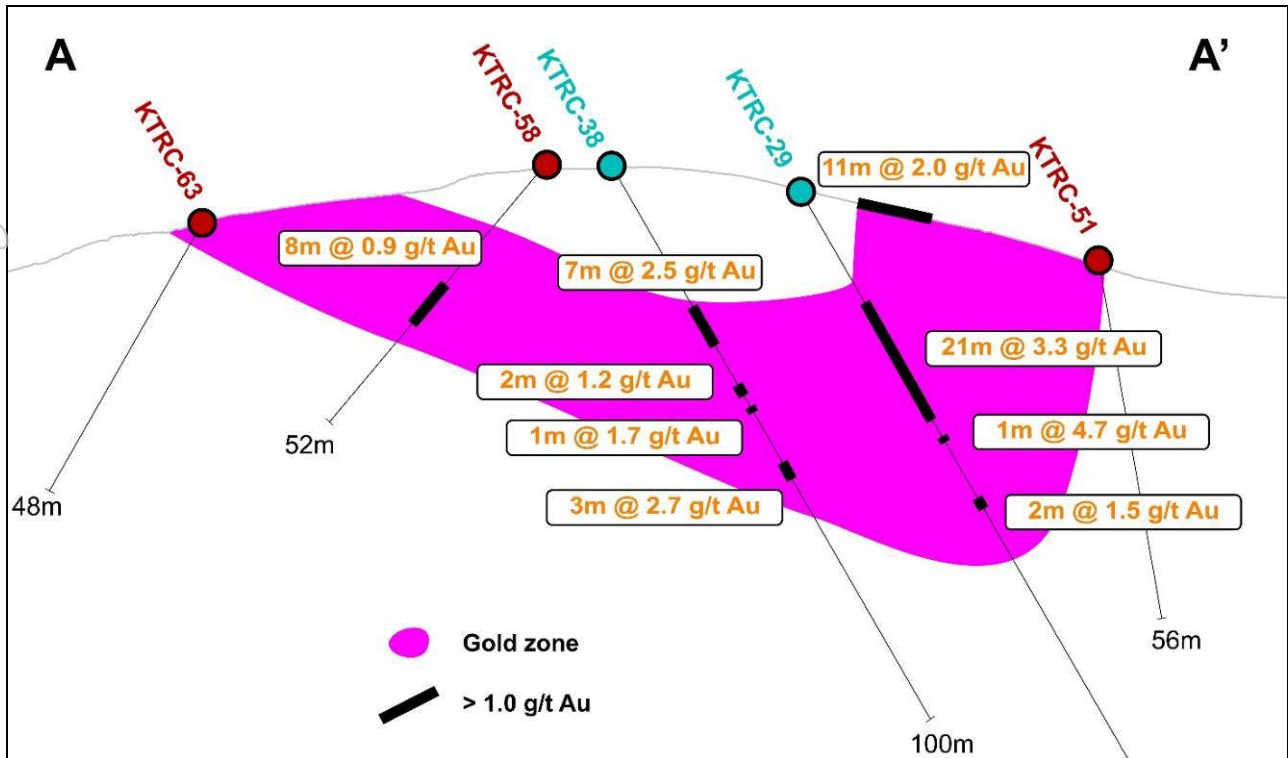 A
A'
KTRC-63
KTRC-58
KTRC-38
KTRC-29
KTRC-51
11m @ 2.0 g/t Au
8m @ 0.9 g/t Au
7m @ 2.5 g/t Au
21m @ 3.3 g/t Au
2m @ 1.2 g/t Au
1m @ 1.7 g/t Au
1m @ 4.7 g/t Au
3m @ 2.7 g/t Au
2m @ 1.5 g/t Au
52m
48m
56m
100m
Gold zone
> 1.0 g/t Au